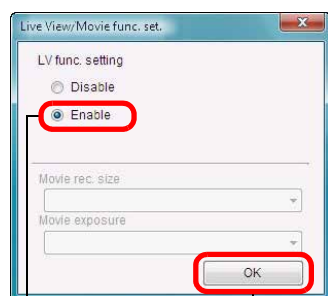 Live View/Movie func. set.
LV func. setting
Disable
Enable
Movie rec. size
Movie exposure
OK